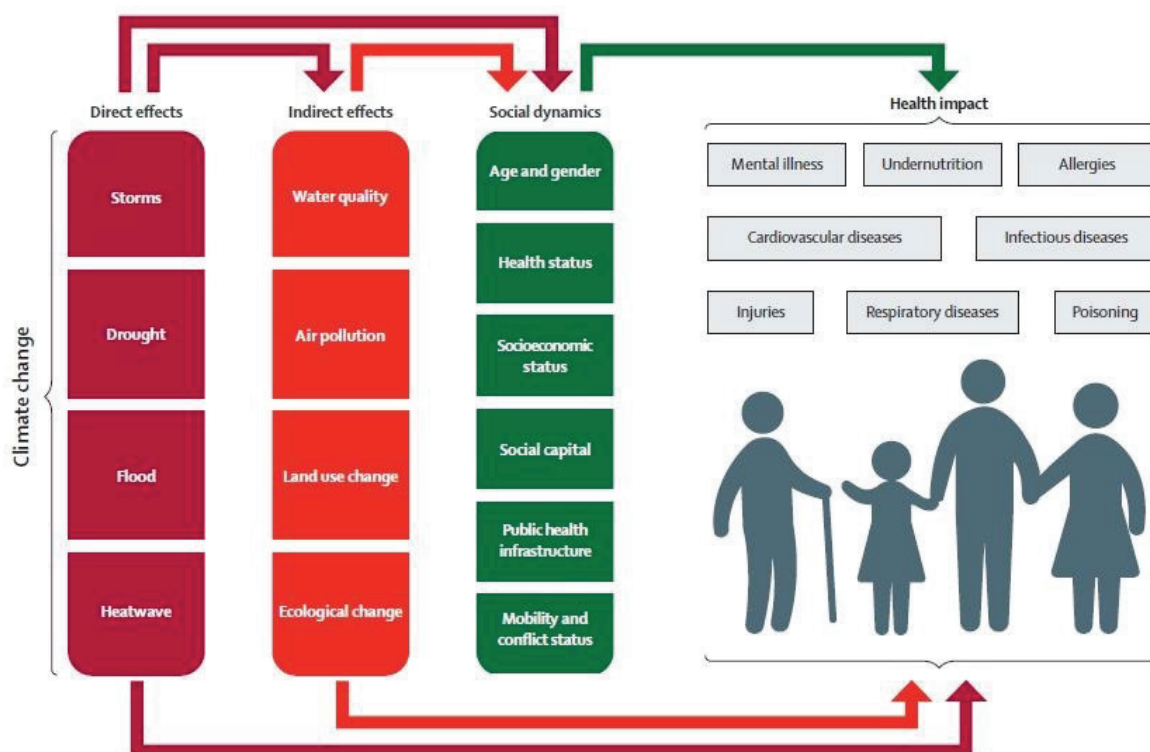 Direct effects
Indirect effects
Social dynamics
Health impact
Climate change
Storms
Drought
Flood
Heatwave
Water quality
Air pollution
Land use change
Ecological change
Age and gender
Health status
Socioeconomic
status
Social capital
Public health
infrastructure
Mobility and
conflict status
Mental illness
Undernutrition
Allergies
Cardiovascular diseases
Infectious diseases
Injuries
Respiratory diseases
Poisoning